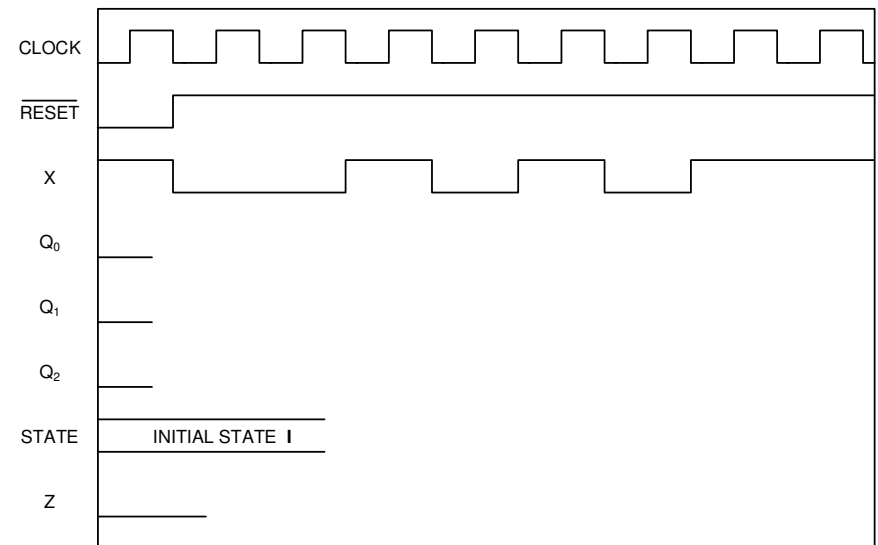 CLOCK
RESET
X
Q₀
Q₁
Q₂
STATE INITIAL STATE I
Z